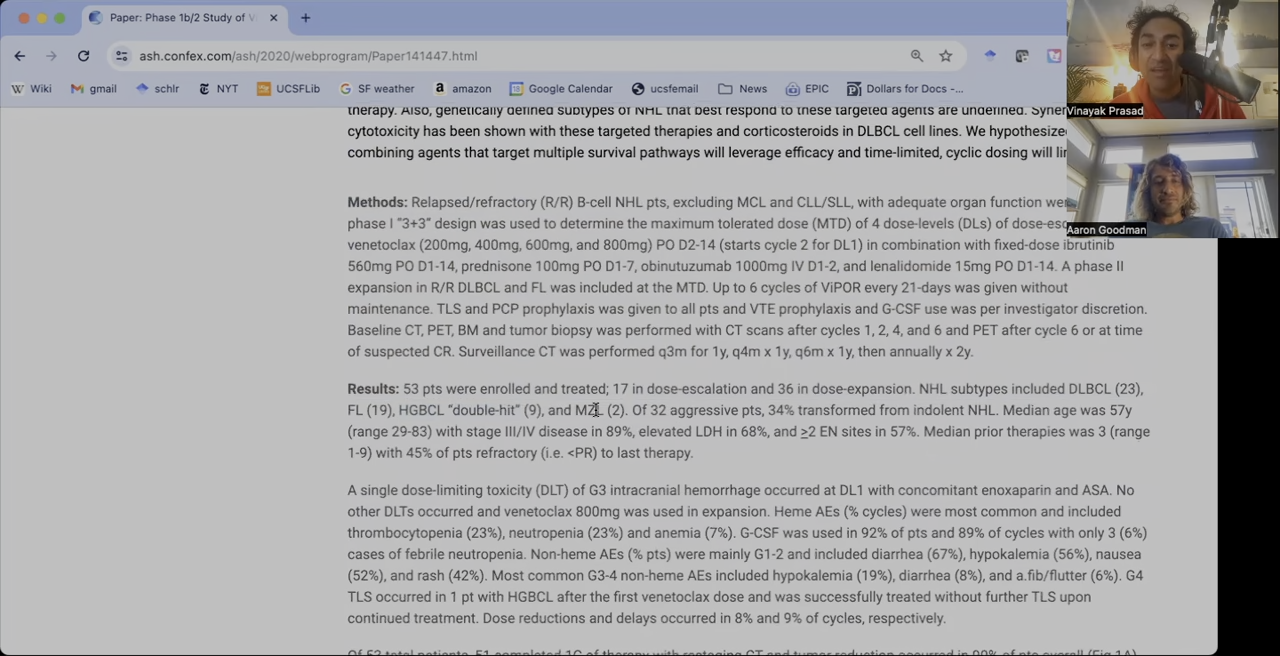 Paper: Phase 1b/2 Study of Vi
ash.confex.com/ash/2020/webprogram/Paper141447.html
Wiki gmail schlr NYT UCSFLib SF weather amazon Google Calendar ucsfemail News EPIC Dollars for Docs -...
Vinayak Prasad
Aaron Goodman
therapy. Also, genetically defined subtypes of NHL that best respond to these targeted agents are undefined.
cytotoxicity has been shown with these targeted therapies and corticosteroids in DLBCL cell lines. We hypothesize
combining agents that target multiple survival pathways will leverage efficacy and time-limited, cyclic dosing will
Methods: Relapsed/refractory (R/R) B-cell NHL pts, excluding MCL and CLL/SLL, with adequate organ function
phase I "3+3" design was used to determine the maximum tolerated dose (MTD) of 4 dose-levels (DLs) of
venetoclax (200mg, 400mg, 600mg, and 800mg) PO D2-14 (starts cycle 2 for DL1) in combination with fixed-dose ibrutinib
560mg PO D1-14, prednisone 100mg PO D1-7, obinutuzumab 1000mg IV D1-2, and lenalidomide 15mg PO D1-14. A phase II
expansion in R/R DLBCL and FL was included at the MTD. Up to 6 cycles of ViPOR every 21-days was given without
maintenance. TLS and PCP prophylaxis was given to all pts and VTE prophylaxis and G-CSF use was per investigator discretion.
Baseline CT, PET, BM and tumor biopsy was performed with CT scans after cycles 1, 2, 4, and 6 and PET after cycle 6 or at time
of suspected CR. Surveillance CT was performed q3m for 1y, q4m x 1y, q6m x 1y, then annually x 2y.
Results: 53 pts were enrolled and treated; 17 in dose-escalation and 36 in dose-expansion. NHL subtypes included DLBCL (23),
FL (19), HGBCL "double-hit" (9), and MZL (2). Of 32 aggressive pts, 34% transformed from indolent NHL. Median age was 57y
(range 29-83) with stage III/IV disease in 89%, elevated LDH in 68%, and ≥2 EN sites in 57%. Median prior therapies was 3 (range
1-9) with 45% of pts refractory (i.e. <PR) to last therapy.
A single dose-limiting toxicity (DLT) of G3 intracranial hemorrhage occurred at DL1 with concomitant enoxaparin and ASA. No
other DLTs occurred and venetoclax 800mg was used in expansion. Heme AEs (% cycles) were most common and included
thrombocytopenia (23%), neutropenia (23%) and anemia (7%). G-CSF was used in 92% of pts and 89% of cycles with only 3 (6%)
cases of febrile neutropenia. Non-heme AEs (% pts) were mainly G1-2 and included diarrhea (67%), hypokalemia (56%), nausea
(52%), and rash (42%). Most common G3-4 non-heme AEs included hypokalemia (19%), diarrhea (8%), and a.fib/flutter (6%). G4
TLS occurred in 1 pt with HGBCL after the first venetoclax dose and was successfully treated without further TLS upon
continued treatment. Dose reductions and delays occurred in 8% and 9% of cycles, respectively.